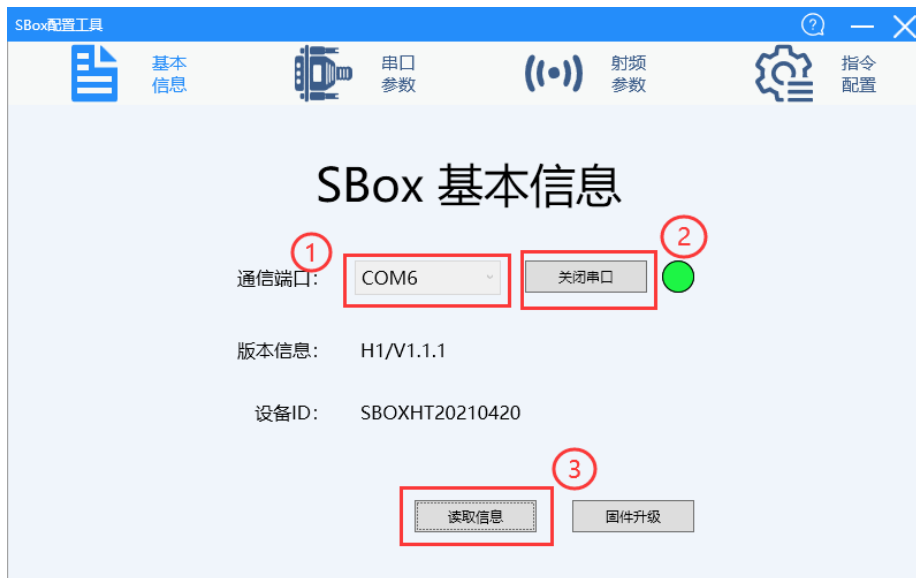 SBox配置工具
基本
信息
串口
参数
射频
参数
指令
配置
SBox 基本信息
①
②
通信端口： COM6 关闭串口
版本信息： H1/V1.1.1
设备ID： SBOXHT20210420
③
读取信息 固件升级